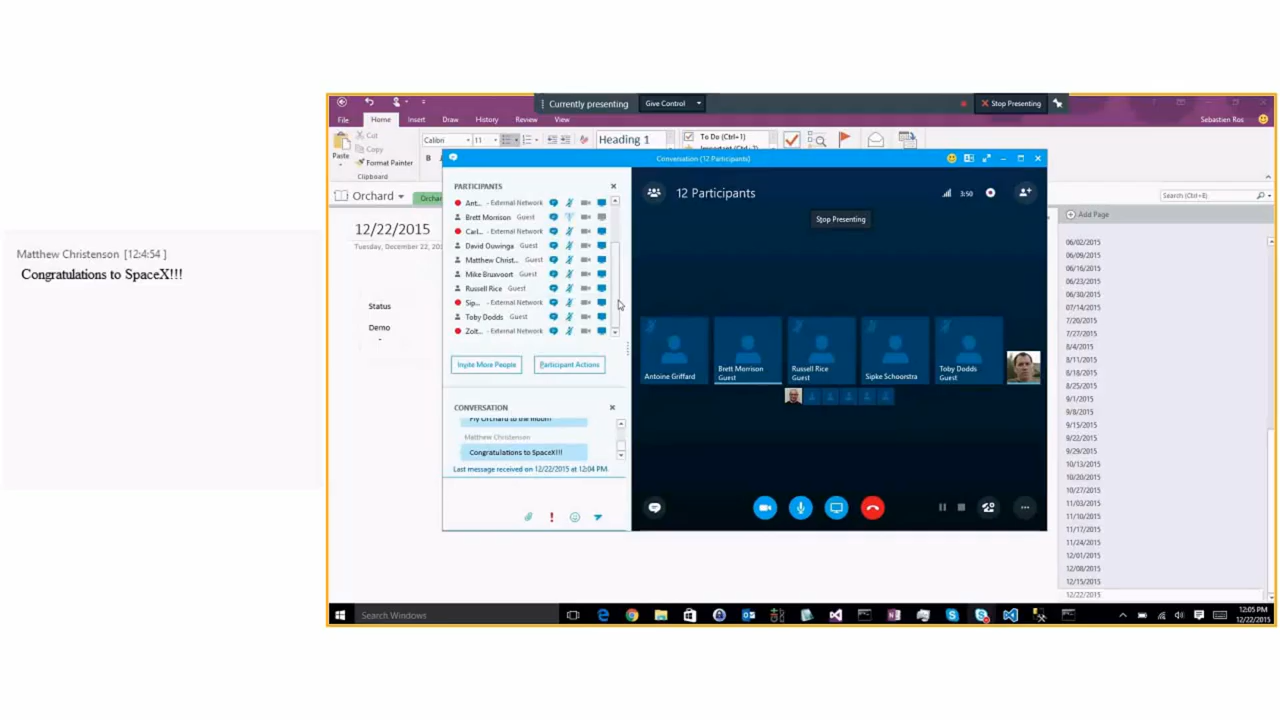 Matthew Christenson [12:4:54 ]
Congratulations to SpaceX!!!
Currently presenting
Give Control
Stop Presenting
File
Home
Insert
Draw
History
Review
View
Sebastien Ros
Paste
Cut
Copy
Format Painter
Clipboard
Calibri
11
B
Heading 1
To Do (Ctrl+1)
Important (Ctrl+2)
Orchard
Search (Ctrl+E)
12/22/2015
Tuesday, December 22, 20
Status
Demo
-
Conversation (12 Participants)
PARTICIPANTS
Ant... - External Network
Brett Morrison Guest
Carl... - External Network
David Ouwinga Guest
Matthew Christ... Guest
Mike Bruxvoort Guest
Russell Rice Guest
Sip... - External Network
Toby Dodds Guest
Zolt... - External Network
Invite More People
Participant Actions
CONVERSATION
Fly Orchard to the moon!
Matthew Christenson
Congratulations to SpaceX!!!
Last message received on 12/22/2015 at 12:04 PM.
12 Participants
3:50
Stop Presenting
Antoine Griffard
Brett Morrison
Guest
Russell Rice
Guest
Sipke Schoorstra
Toby Dodds
Guest
Add Page
06/02/2015
06/09/2015
06/16/2015
06/23/2015
06/30/2015
07/14/2015
7/20/2015
7/27/2015
8/4/2015
8/11/2015
8/18/2015
8/25/2015
9/1/2015
9/8/2015
9/15/2015
9/22/2015
9/29/2015
10/13/2015
10/20/2015
10/27/2015
11/03/2015
11/10/2015
11/17/2015
11/24/2015
12/01/2015
12/08/2015
12/15/2015
12/22/2015
Search Windows
12:05 PM
12/22/2015